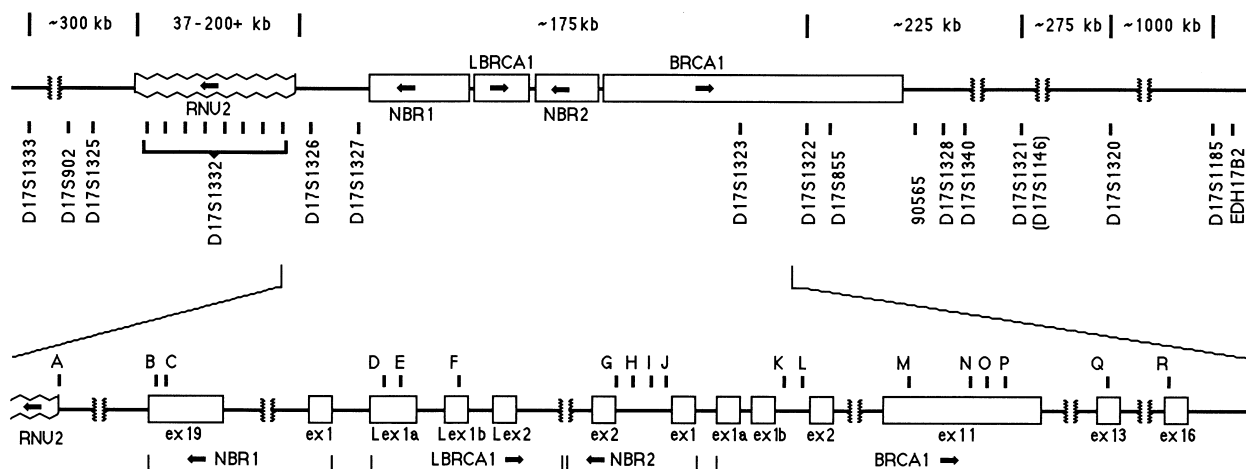 ~300 kb 37-200+ kb ~175kb ~225 kb ~275 kb ~1000 kb
LBRCA1 BRCA1
RNU2 NBR1 NBR2
D17S1333 D17S902 D17S1325 D17S1332 D17S1326 D17S1327 D17S1323 D17S1322 D17S855 90565 D17S1328 D17S1340 D17S1321 (D17S1146) D17S1320 D17S1185 EDH17B2
A B C D E F G H I J K L M N O P Q R
RNU2 ex19 ex1 Lex1a Lex1b Lex2 ex2 ex1 ex1a ex1b ex2 ex11 ex13 ex16
NBR1 LBRCA1 NBR2 BRCA1